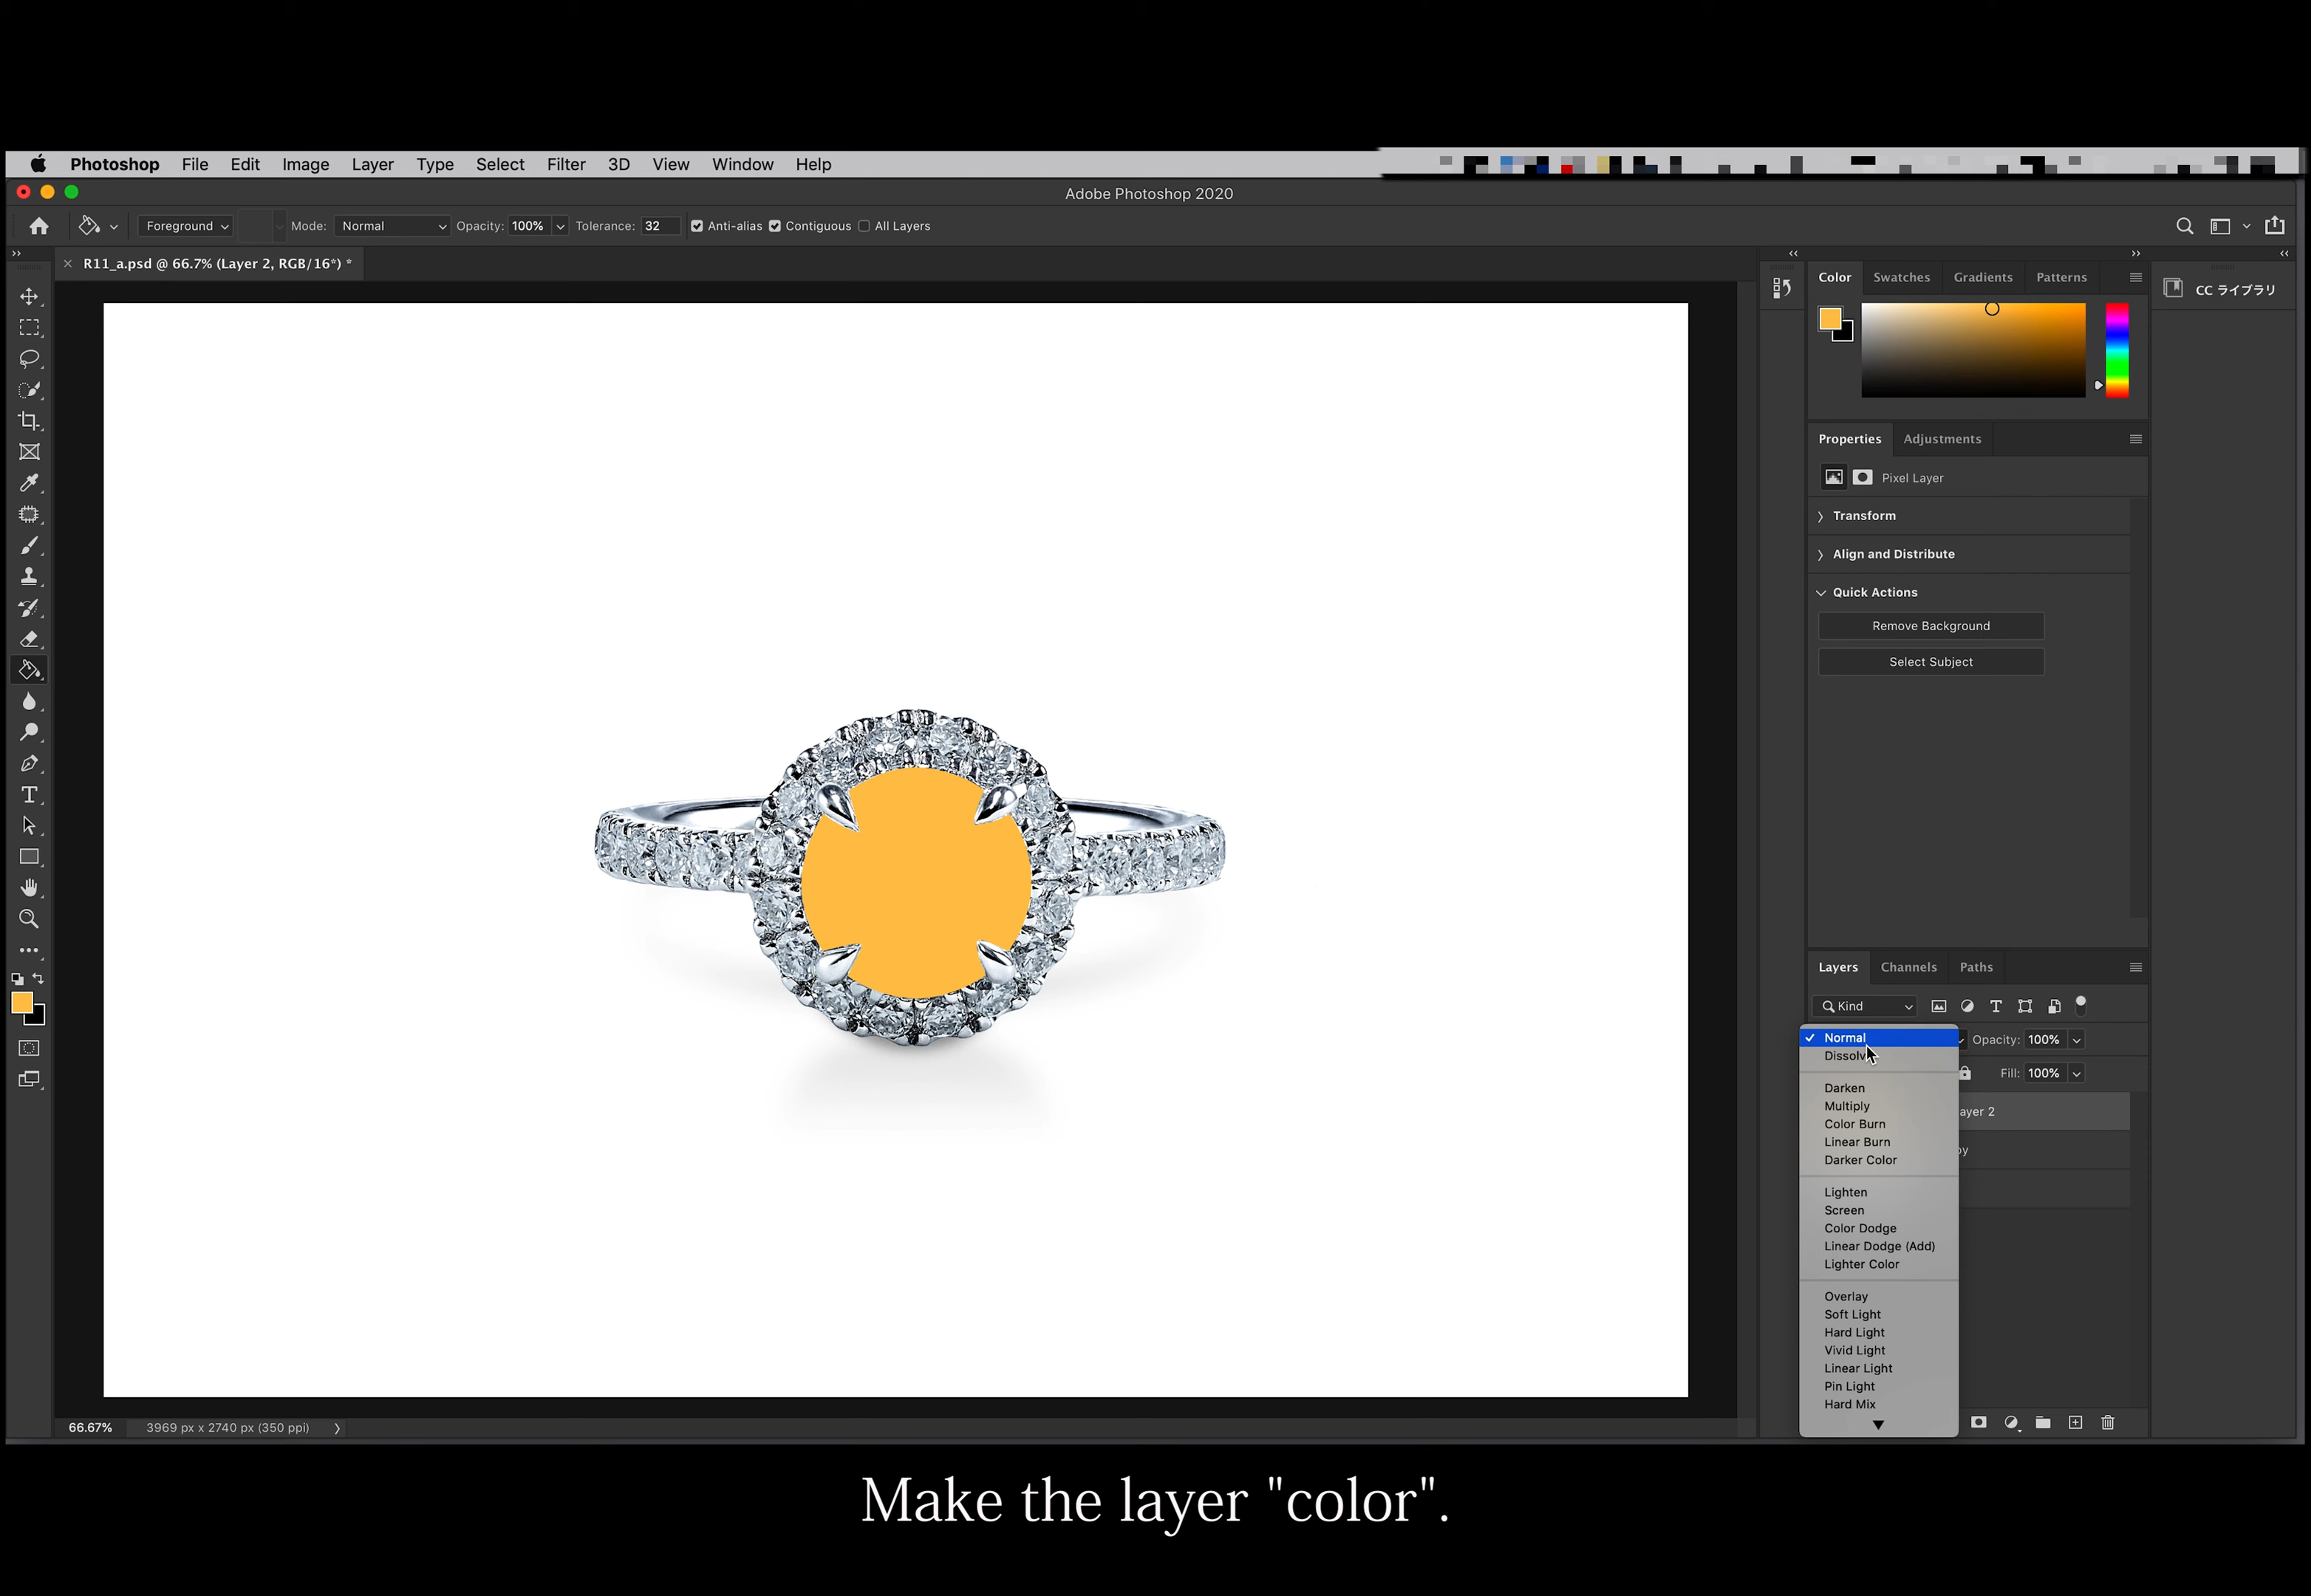 Photoshop File Edit Image Layer Type Select Filter 3D View Window Help
Adobe Photoshop 2020
Foreground Mode: Normal Opacity: 100% Tolerance: 32 Anti-alias Contiguous All Layers
R11_a.psd @ 66.7% (Layer 2, RGB/16*) *
Color Swatches Gradients Patterns
CC ライブラリ
Properties Adjustments
Pixel Layer
Transform
Align and Distribute
Quick Actions
Remove Background
Select Subject
Layers Channels Paths
Kind
Normal Opacity: 100%
Dissolv
Fill: 100%
Darken
Multiply
ayer 2
Color Burn
Linear Burn
Darker Color
Lighten
Screen
Color Dodge
Linear Dodge (Add)
Lighter Color
Overlay
Soft Light
Hard Light
Vivid Light
Linear Light
Pin Light
Hard Mix
66.67% 3969 px x 2740 px (350 ppi)
Make the layer "color".